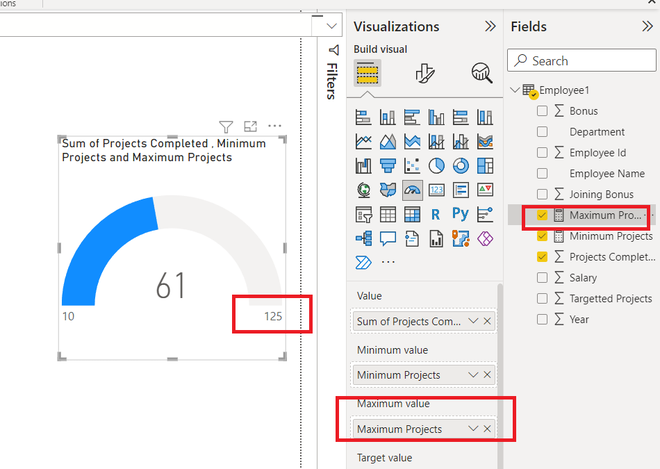 ions
Visualizations
Fields
Build visual
Search
Filters
Employee1
Bonus
Department
Employee Id
Employee Name
Joining Bonus
Maximum Pro...
Minimum Projects
Projects Complet...
Salary
Targetted Projects
Year
Sum of Projects Completed , Minimum
Projects and Maximum Projects
61
10
125
123
R
Py
Value
Sum of Projects Com...
Minimum value
Minimum Projects
Maximum value
Maximum Projects
Target value